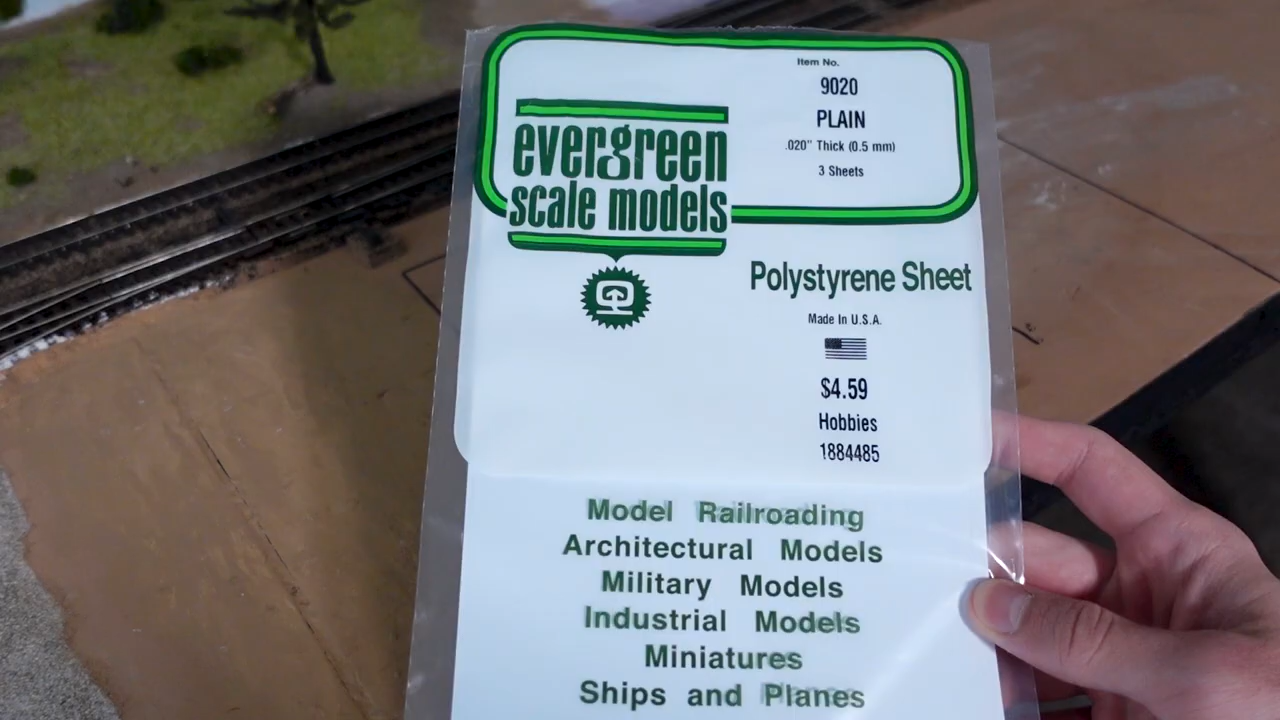 evergreen
scale models
Item No.
9020
PLAIN
.020" Thick (0.5 mm)
3 Sheets
Polystyrene Sheet
Made In U.S.A.
$4.59
Hobbies
1884485
Model Railroading
Architectural Models
Military Models
Industrial Models
Miniatures
Ships and Planes